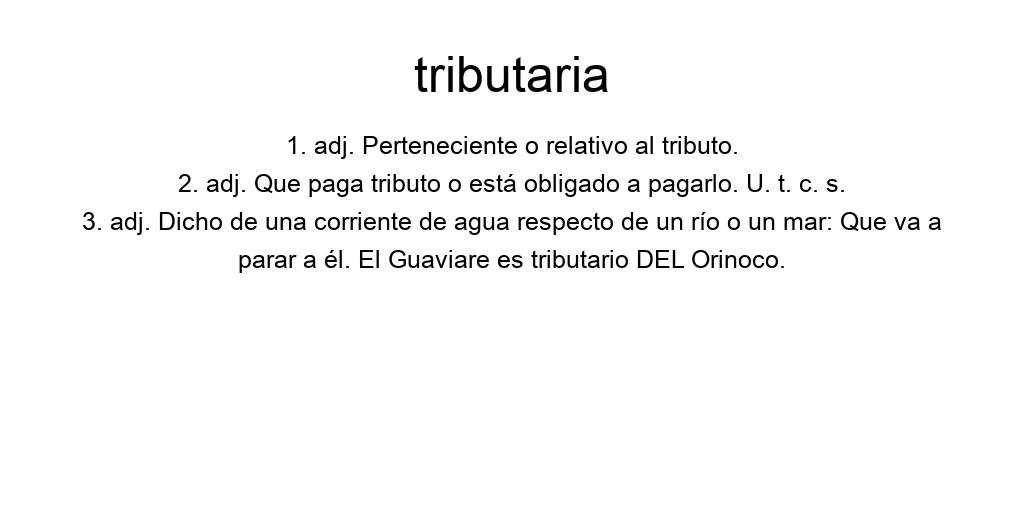 tributaria
1. adj. Perteneciente o relativo al tributo.
2. adj. Que paga tributo o está obligado a pagarlo. U. t. c. s.
3. adj. Dicho de una corriente de agua respecto de un río o un mar: Que va a
parar a él. El Guaviare es tributario DEL Orinoco.